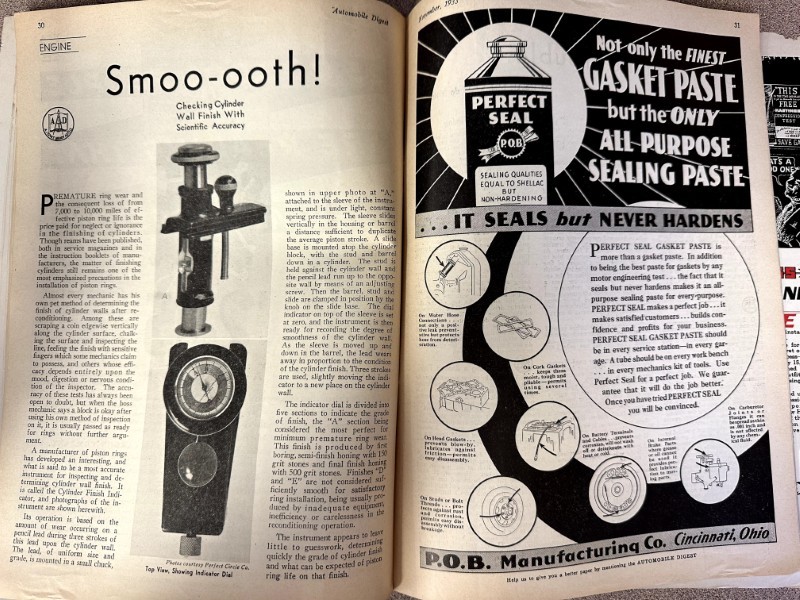 30
Automobile Digest
ENGINE
Smoo-ooth!
Checking Cylinder
Wall Finish With
Scientific Accuracy
PREMATURE ring wear and
the consequent loss of from
7,000 to 10,000 miles of ef-
fective piston ring life is the
price paid for neglect or ignorance
is the finishing of cylinders.
Though reams have been published,
both in service magazines and in
the instruction booklets of manu-
facturers, the matter of finishing
cylinders still remains one of the
most emphasized precautions in the
installation of piston rings.
Almost every mechanic has his
own pet method of determining the
finish of cylinder walls after re-
conditioning. Among these are
scraping a coin edgewise vertically
along the cylinder surface, chalk-
ing the surface and inspecting the
line, feeling the finish with sensitive
fingers which some mechanics claim
to possess, and others whose effi-
cacy depends entirely upon the
mood, digestion or nervous condi-
tion of the inspector. The accu-
racy of these tests has always been
open to doubt, but when the boss
mechanic says a block is okay after
using his own method of inspection
on it, it is usually passed as ready
for rings without further argu-
ment.
A manufacturer of piston rings
has developed an interesting, and
what is said to be a most accurate
instrument for inspecting and de-
termining cylinder wall finish. It
is called the Cylinder Finish Indi-
cator, and photographs of the in-
strument are shown herewith.
Its operation is based on the
amount of wear occurring on a
pencil lead during three strokes of
this lead upon the cylinder wall.
The lead, of uniform size and
grade, is mounted in a small chuck,
Photos courtesy Perfect Circle Co.
Top View, Showing Indicator Dial
shown in upper photo at "A,"
attached to the sleeve of the instru-
ment, and is under light, constant
spring pressure. The sleeve slides
vertically in the housing or barrel
a distance sufficient to duplicate
the average piston stroke. A slide
base is mounted atop the cylinder
block, with the stud and barrel
down in a cylinder. The stud is
held against the cylinder wall and
the pencil lead run up to the oppo-
site wall by means of an adjusting
screw. Then the barrel, stud and
slide are clamped in position by the
knob on the slide base. The dial
indicator on top of the sleeve is set
at zero, and the instrument is then
ready for recording the degree of
smoothness of the cylinder wall.
As the sleeve is moved up and
down in the barrel, the lead wears
away in proportion to the condition
of the cylinder finish. Three strokes
are used, slightly moving the indi-
cator to a new place on the cylinder
wall.
The indicator dial is divided into
five sections to indicate the grade
of finish, the "A" section being
considered the most perfect for
minimum premature ring wear.
This finish is produced by fast
boring, semi-finish honing with 150
grit stones and final finish honing
with 500 grit stones. Finishes "D"
and "E" are not considered suf-
ficiently smooth for satisfactory
ring installation, being usually pro-
duced by inadequate equipment,
inefficiency or carelessness in the
reconditioning operation.
The instrument appears to leave
little to guesswork, determining
quickly the grade of cylinder finish
and what can be expected of piston
ring life on that finish.
November, 1935
31
Not only the FINEST
GASKET PASTE
but the ONLY
ALL PURPOSE
SEALING PASTE
PERFECT
SEAL
P.O.B.
SEALING QUALITIES
EQUAL TO SHELLAC
BUT
NON-HARDENING
...IT SEALS but NEVER HARDENS
PERFECT SEAL GASKET PASTE is
more than a gasket paste. In addition
to being the best paste for gaskets by any
motor engineering test... the fact that it
seals but never hardens makes it an all-
purpose sealing paste for every-purpose.
PERFECT SEAL makes a perfect job...it
makes satisfied customers... builds con-
fidence and profits for your business.
PERFECT SEAL GASKET PASTE should
be in every service station—in every gar-
age. A tube should be on every work bench
... in every mechanics kit of tools. Use
Perfect Seal for a perfect job. We guar-
antee that it will do the job better.
Once you have tried PERFECT SEAL
you will be convinced.
On Water Hose
Connections...
On Cork Gaskets
On Head Gaskets...
On Battery Terminals
and Cables
On Studs or Bolt
Threads
P.O.B. Manufacturing Co. Cincinnati, Ohio
Help us to give you a better paper by mentioning the AUTOMOBILE DIGEST